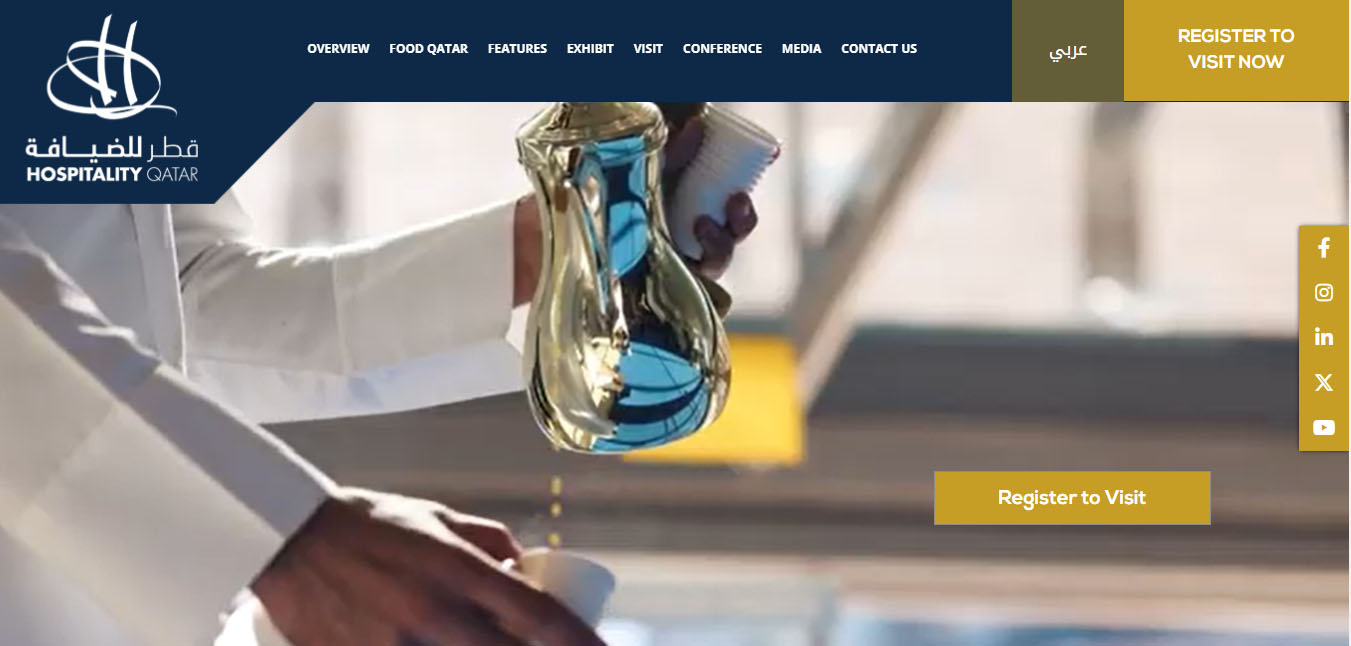 قطر للضيافة
HOSPITALITY QATAR
OVERVIEW FOOD QATAR FEATURES EXHIBIT VISIT CONFERENCE MEDIA CONTACT US
عربي
REGISTER TO
VISIT NOW
Register to Visit